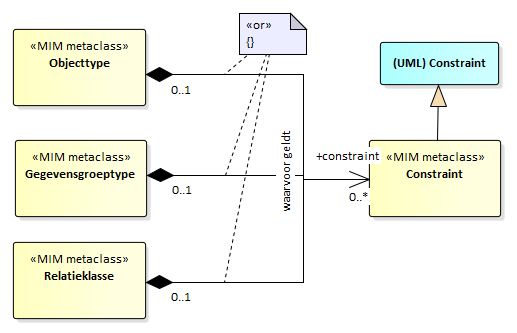 «MIM metaclass»
Objecttype
0..1
«or»
{}
(UML) Constraint
«MIM metaclass»
Gegevensgroeptype
0..1
waarvoor geldt
+constraint
0..*
«MIM metaclass»
Constraint
«MIM metaclass»
Relatieklasse
0..1